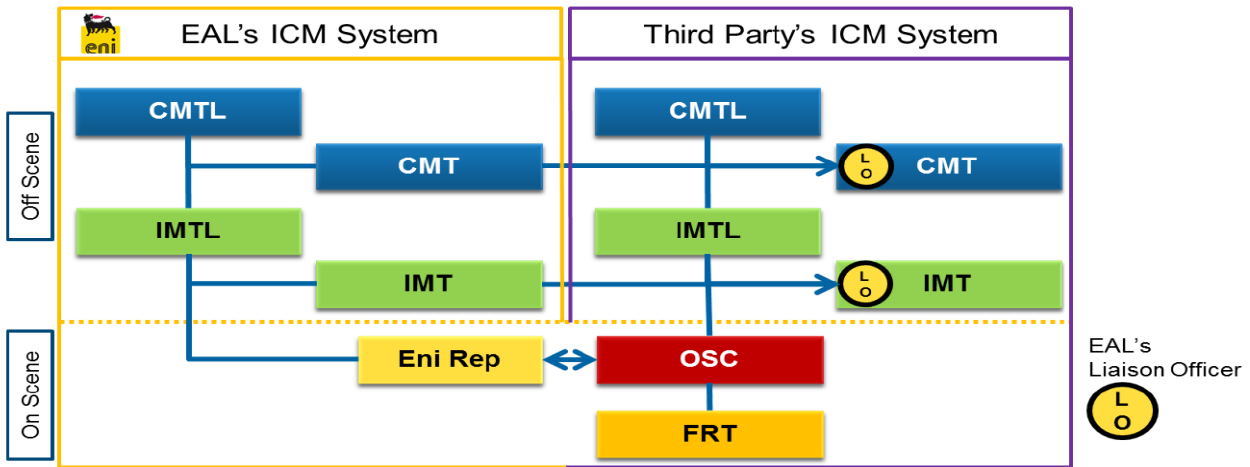 eni
EAL's ICM System
Third Party's ICM System
Off Scene
CMTL
CMTL
CMT
L
O
CMT
IMTL
IMTL
IMT
L
O
IMT
On Scene
Eni Rep
OSC
FRT
EAL's
Liaison Officer
L
O